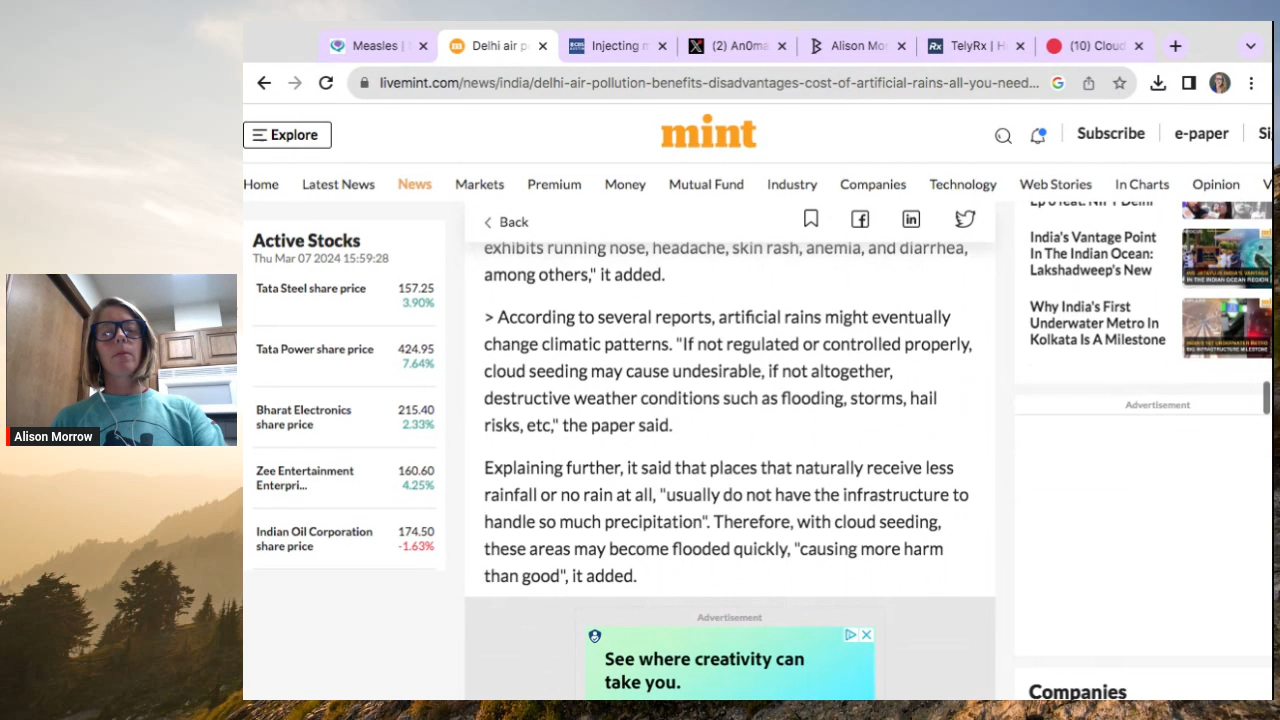 Measles |
Delhi air p
Injecting m
(2) An0ma
Alison Mor
TelyRx | H
(10) Cloud
livemint.com/news/india/delhi-air-pollution-benefits-disadvantages-cost-of-artificial-rains-all-you-need...
Explore
mint
Subscribe
e-paper
Si
Home
Latest News
News
Markets
Premium
Money
Mutual Fund
Industry
Companies
Technology
Web Stories
In Charts
Opinion
V
Active Stocks
Thu Mar 07 2024 15:59:28
Tata Steel share price 157.25
3.90%
Tata Power share price 424.95
7.64%
Bharat Electronics 215.40
share price 2.33%
Zee Entertainment 160.60
Enterpri... 4.25%
Indian Oil Corporation 174.50
share price -1.63%
Back
exhibits running nose, headache, skin rash, anemia, and diarrhea,
among others," it added.
> According to several reports, artificial rains might eventually
change climatic patterns. "If not regulated or controlled properly,
cloud seeding may cause undesirable, if not altogether,
destructive weather conditions such as flooding, storms, hail
risks, etc," the paper said.
Explaining further, it said that places that naturally receive less
rainfall or no rain at all, "usually do not have the infrastructure to
handle so much precipitation". Therefore, with cloud seeding,
these areas may become flooded quickly, "causing more harm
than good", it added.
Advertisement
See where creativity can
take you.
India's Vantage Point
In The Indian Ocean:
Lakshadweep's New
Why India's First
Underwater Metro In
Kolkata Is A Milestone
Advertisement
Companies
Alison Morrow